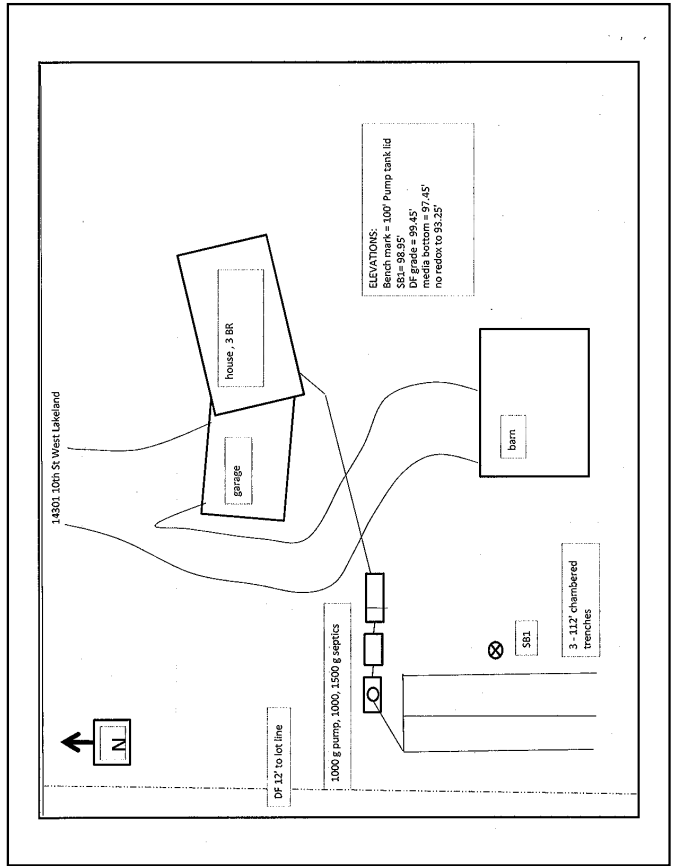 14301 10th St West Lakeland
N
DF 12' to lot line
1000 g pump, 1000, 1500 g septics
garage
house , 3 BR
ELEVATIONS:
Bench mark = 100' Pump tank lid
SB1= 98.95'
DF grade = 99.45'
media bottom = 97.45'
no redox to 93.25'
barn
SB1
3 - 112' chambered
trenches